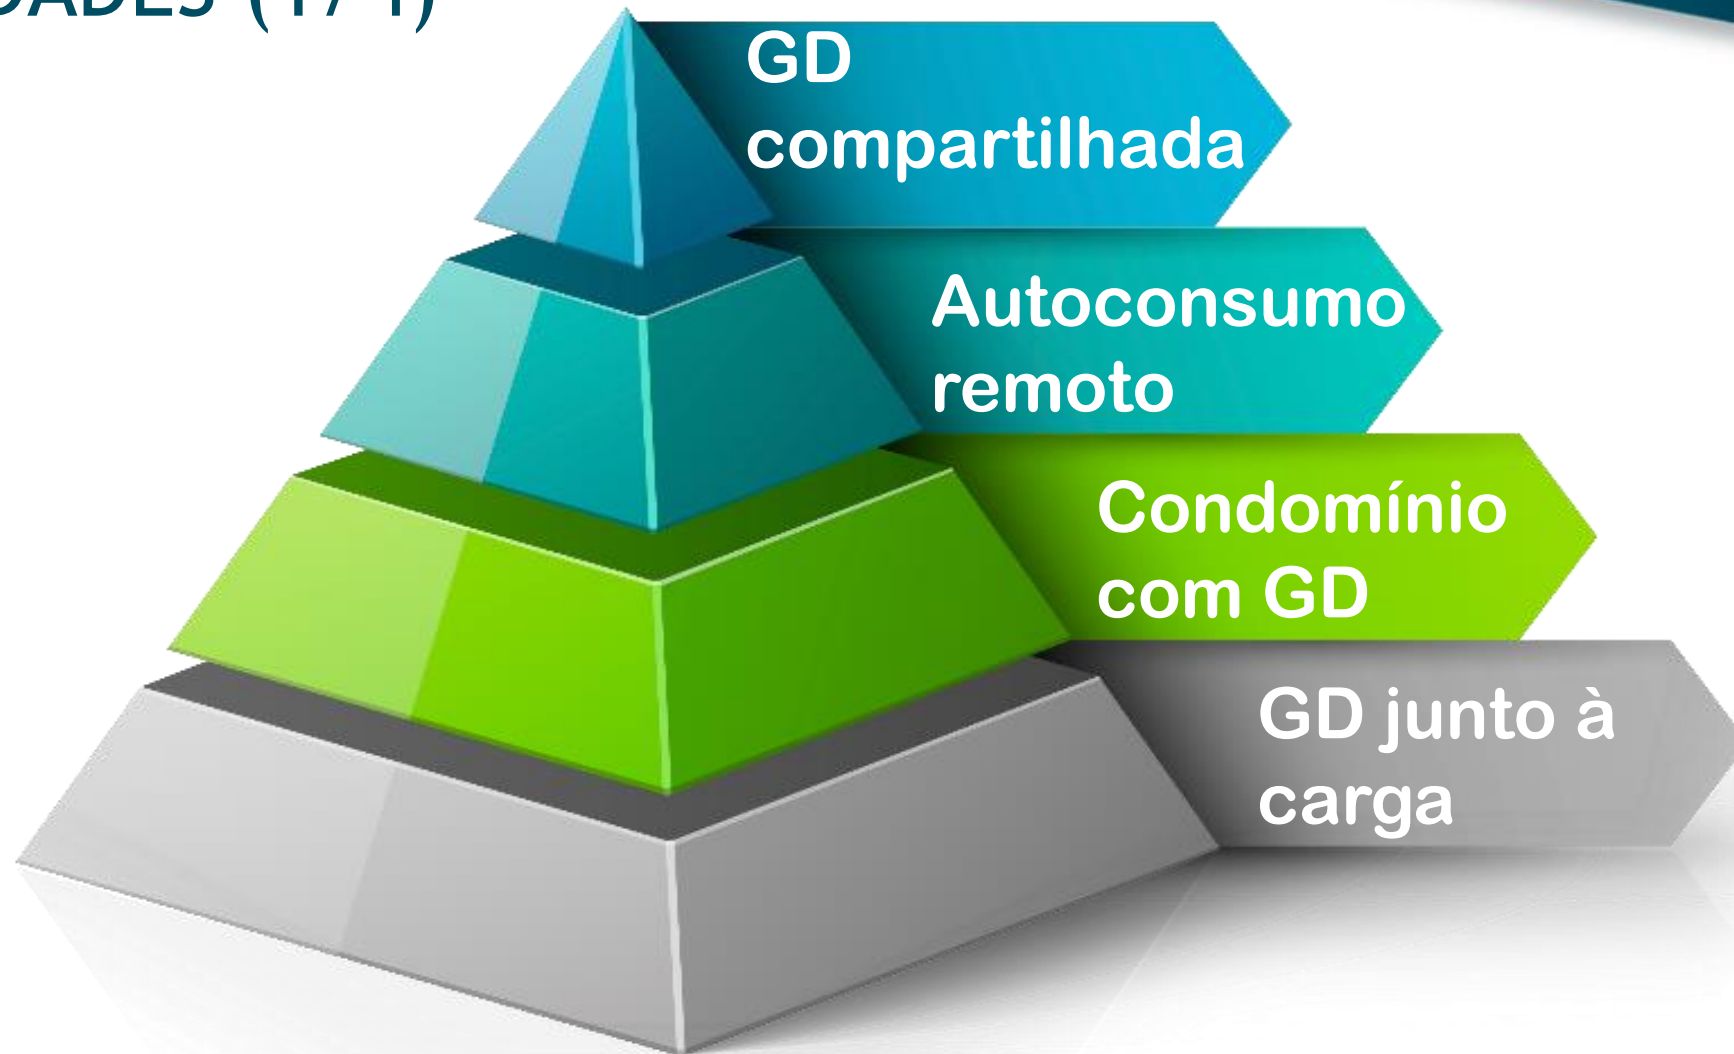 GD
compartilhada
Autoconsumo
remoto
Condomínio
com GD
GD junto à
carga